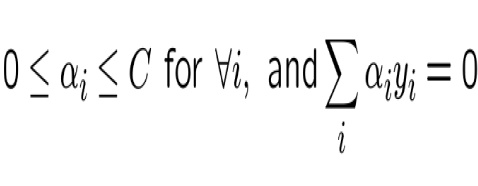 0 ≤ αᵢ ≤ C for ∀i, and ∑ᵢ αᵢyᵢ = 0